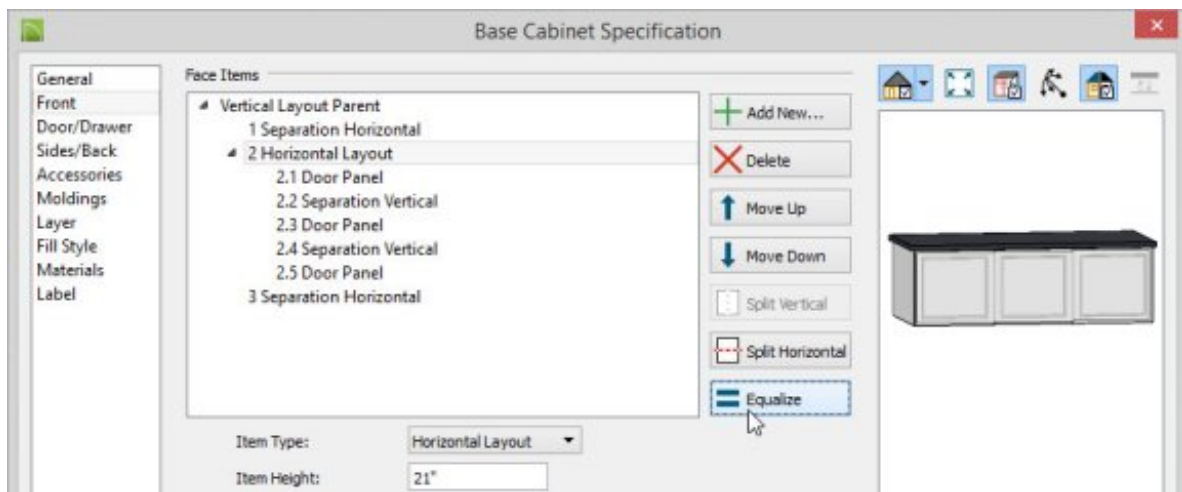 Base Cabinet Specification
General
Front
Door/Drawer
Sides/Back
Accessories
Moldings
Layer
Fill Style
Materials
Label
Face Items
Vertical Layout Parent
1 Separation Horizontal
2 Horizontal Layout
2.1 Door Panel
2.2 Separation Vertical
2.3 Door Panel
2.4 Separation Vertical
2.5 Door Panel
3 Separation Horizontal
Add New...
Delete
Move Up
Move Down
Split Vertical
Split Horizontal
Equalize
Item Type: Horizontal Layout
Item Height: 21"